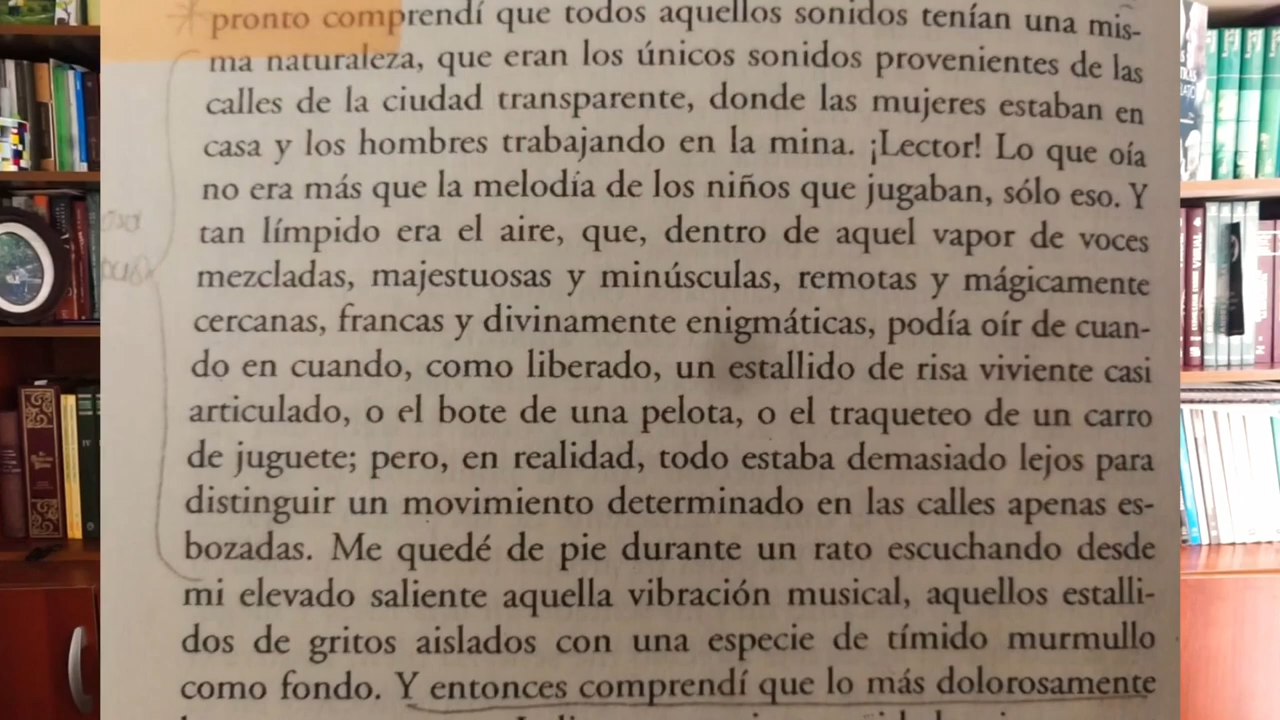 pronto comprendí que todos aquellos sonidos tenían una mis-
ma naturaleza, que eran los únicos sonidos provenientes de las
calles de la ciudad transparente, donde las mujeres estaban en
casa y los hombres trabajando en la mina. ¡Lector! Lo que oía
no era más que la melodía de los niños que jugaban, sólo eso. Y
tan límpido era el aire, que, dentro de aquel vapor de voces
mezcladas, majestuosas y minúsculas, remotas y mágicamente
cercanas, francas y divinamente enigmáticas, podía oír de cuan-
do en cuando, como liberado, un estallido de risa viviente casi
articulado, o el bote de una pelota, o el traqueteo de un carro
de juguete; pero, en realidad, todo estaba demasiado lejos para
distinguir un movimiento determinado en las calles apenas es-
bozadas. Me quedé de pie durante un rato escuchando desde
mi elevado saliente aquella vibración musical, aquellos estalli-
dos de gritos aislados con una especie de tímido murmullo
como fondo. Y entonces comprendí que lo más dolorosamente